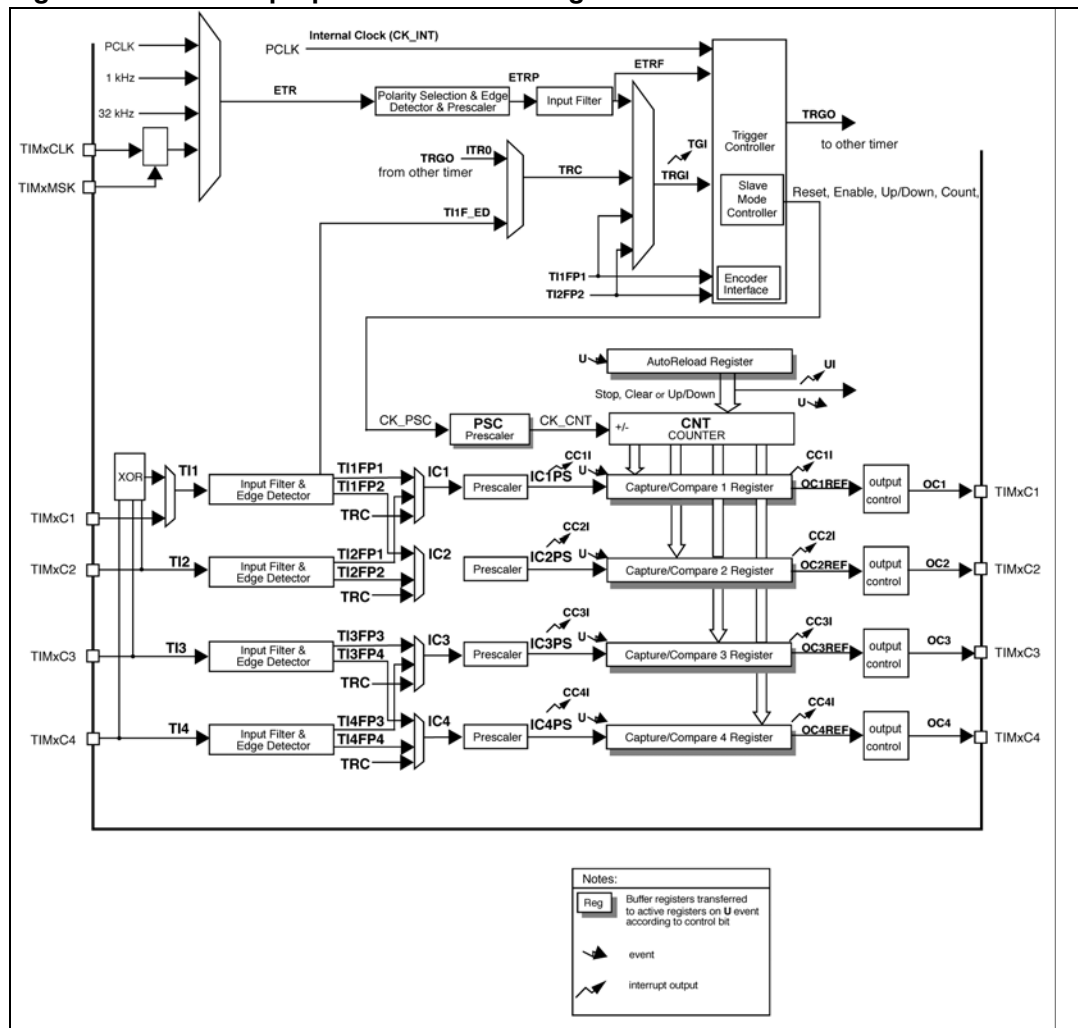 PCLK
1 kHz
32 kHz
TIMxCLK
TIMxMSK
ETR
PCLK
Internal Clock (CK_INT)
Polarity Selection & Edge
Detector & Prescaler
ETRP
Input Filter
ETRF
TRGO
ITR0
from other timer
TI1F_ED
TRC
TGI
TRGI
Trigger
Controller
Slave
Mode
Controller
Encoder
Interface
TRGO
to other timer
Reset, Enable, Up/Down, Count,
TI1FP1
TI2FP2
U
AutoReload Register
UI
Stop, Clear or Up/Down
U
CK_PSC
PSC
Prescaler
CK_CNT
+/-
CNT
COUNTER
XOR
TI1
Input Filter &
Edge Detector
TI1FP1
TI1FP2
TRC
IC1
Prescaler
CC1I
IC1PS
U
Capture/Compare 1 Register
CC1I
OC1REF
output
control
OC1
TIMxC1
TIMxC1
TIMxC2
TI2
Input Filter &
Edge Detector
TI2FP1
TI2FP2
TRC
IC2
Prescaler
CC2I
IC2PS
U
Capture/Compare 2 Register
CC2I
OC2REF
output
control
OC2
TIMxC2
TIMxC3
TI3
Input Filter &
Edge Detector
TI3FP3
TI3FP4
TRC
IC3
Prescaler
CC3I
IC3PS
U
Capture/Compare 3 Register
CC3I
OC3REF
output
control
OC3
TIMxC3
TIMxC4
TI4
Input Filter &
Edge Detector
TI4FP3
TI4FP4
TRC
IC4
Prescaler
CC4I
IC4PS
U
Capture/Compare 4 Register
CC4I
OC4REF
output
control
OC4
TIMxC4
Notes:
Reg
Buffer registers transferred
to active registers on U event
according to control bit
event
interrupt output